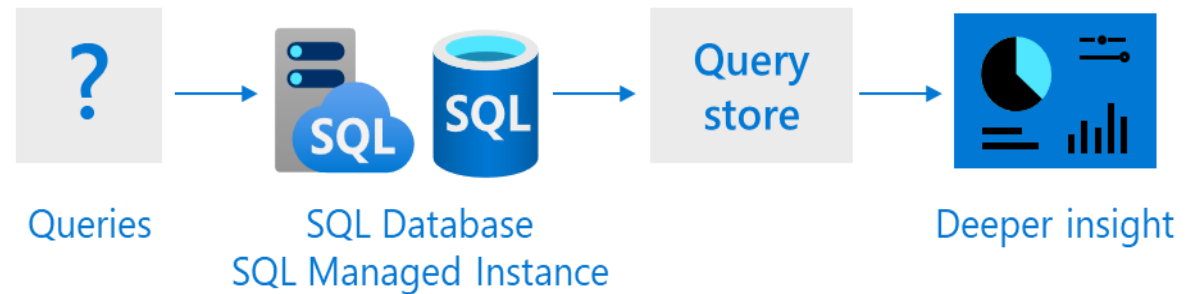 ?
SQL
SQL
Query
store
Queries
SQL Database
SQL Managed Instance
Deeper insight